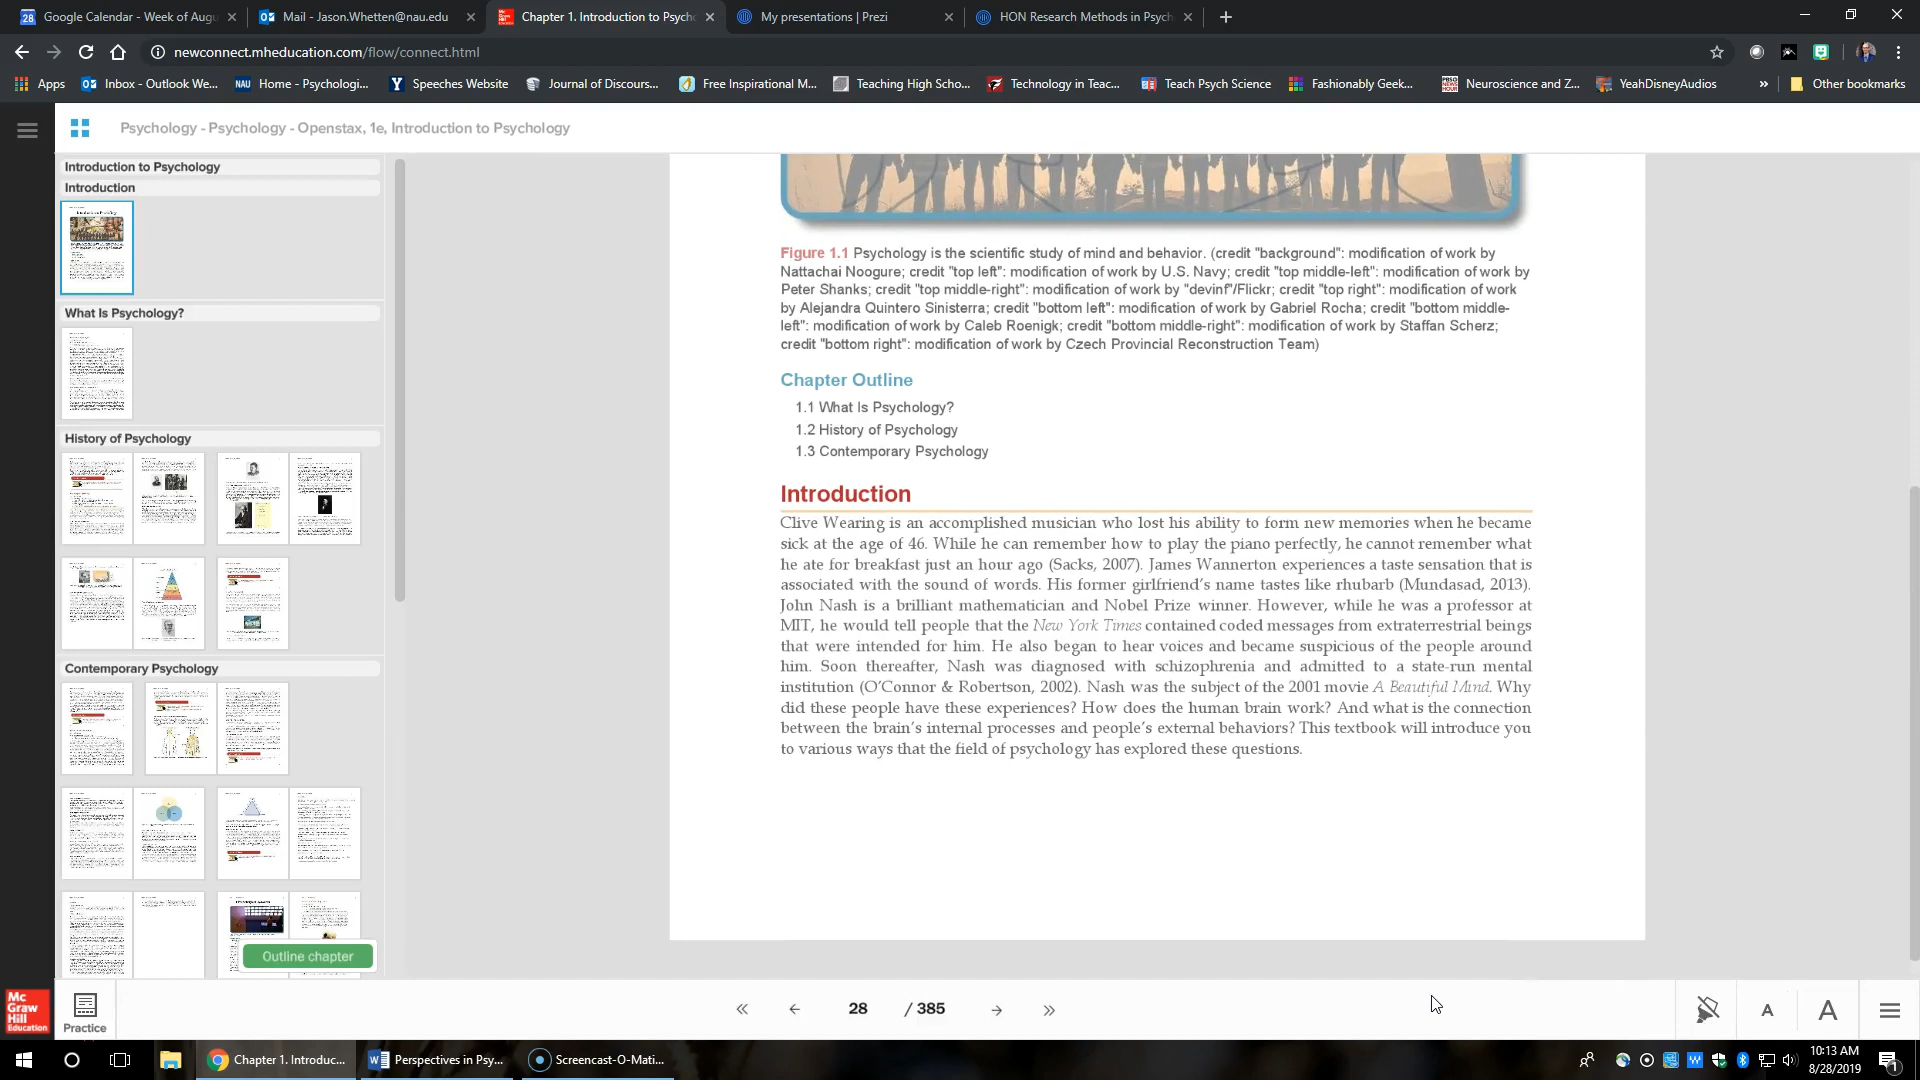 28 Google Calendar - Week of Augu
Mail - Jason.Whetten@nau.edu
Chapter 1. Introduction to Psycho
My presentations | Prezi
HON Research Methods in Psych
newconnect.mheducation.com/flow/connect.html
Apps
Inbox - Outlook We...
NAU Home - Psychologi...
Speeches Website
Journal of Discours...
Free Inspirational M...
Teaching High Scho...
Technology in Teac...
Teach Psych Science
Fashionably Geek...
Neuroscience and Z...
YeahDisneyAudios
»
Other bookmarks
Psychology - Psychology - Openstax, 1e, Introduction to Psychology
Introduction to Psychology
Introduction
What Is Psychology?
History of Psychology
Contemporary Psychology
Outline chapter
Figure 1.1 Psychology is the scientific study of mind and behavior. (credit "background": modification of work by
Nattachai Noogure; credit "top left": modification of work by U.S. Navy; credit "top middle-left": modification of work by
Peter Shanks; credit "top middle-right": modification of work by "devinf"/Flickr; credit "top right": modification of work
by Alejandra Quintero Sinisterra; credit "bottom left": modification of work by Gabriel Rocha; credit "bottom middle-
left": modification of work by Caleb Roenigk; credit "bottom middle-right": modification of work by Staffan Scherz;
credit "bottom right": modification of work by Czech Provincial Reconstruction Team)
Chapter Outline
1.1 What Is Psychology?
1.2 History of Psychology
1.3 Contemporary Psychology
Introduction
Clive Wearing is an accomplished musician who lost his ability to form new memories when he became
sick at the age of 46. While he can remember how to play the piano perfectly, he cannot remember what
he ate for breakfast just an hour ago (Sacks, 2007). James Wannerton experiences a taste sensation that is
associated with the sound of words. His former girlfriend's name tastes like rhubarb (Mundasad, 2013).
John Nash is a brilliant mathematician and Nobel Prize winner. However, while he was a professor at
MIT, he would tell people that the New York Times contained coded messages from extraterrestrial beings
that were intended for him. He also began to hear voices and became suspicious of the people around
him. Soon thereafter, Nash was diagnosed with schizophrenia and admitted to a state-run mental
institution (O'Connor & Robertson, 2002). Nash was the subject of the 2001 movie A Beautiful Mind. Why
did these people have these experiences? How does the human brain work? And what is the connection
between the brain's internal processes and people's external behaviors? This textbook will introduce you
to various ways that the field of psychology has explored these questions.
Mc
Graw
Hill
Education
Practice
28 / 385
A
A
Chapter 1. Introduc...
Perspectives in Psy...
Screencast-O-Mati...
10:13 AM
8/28/2019
1